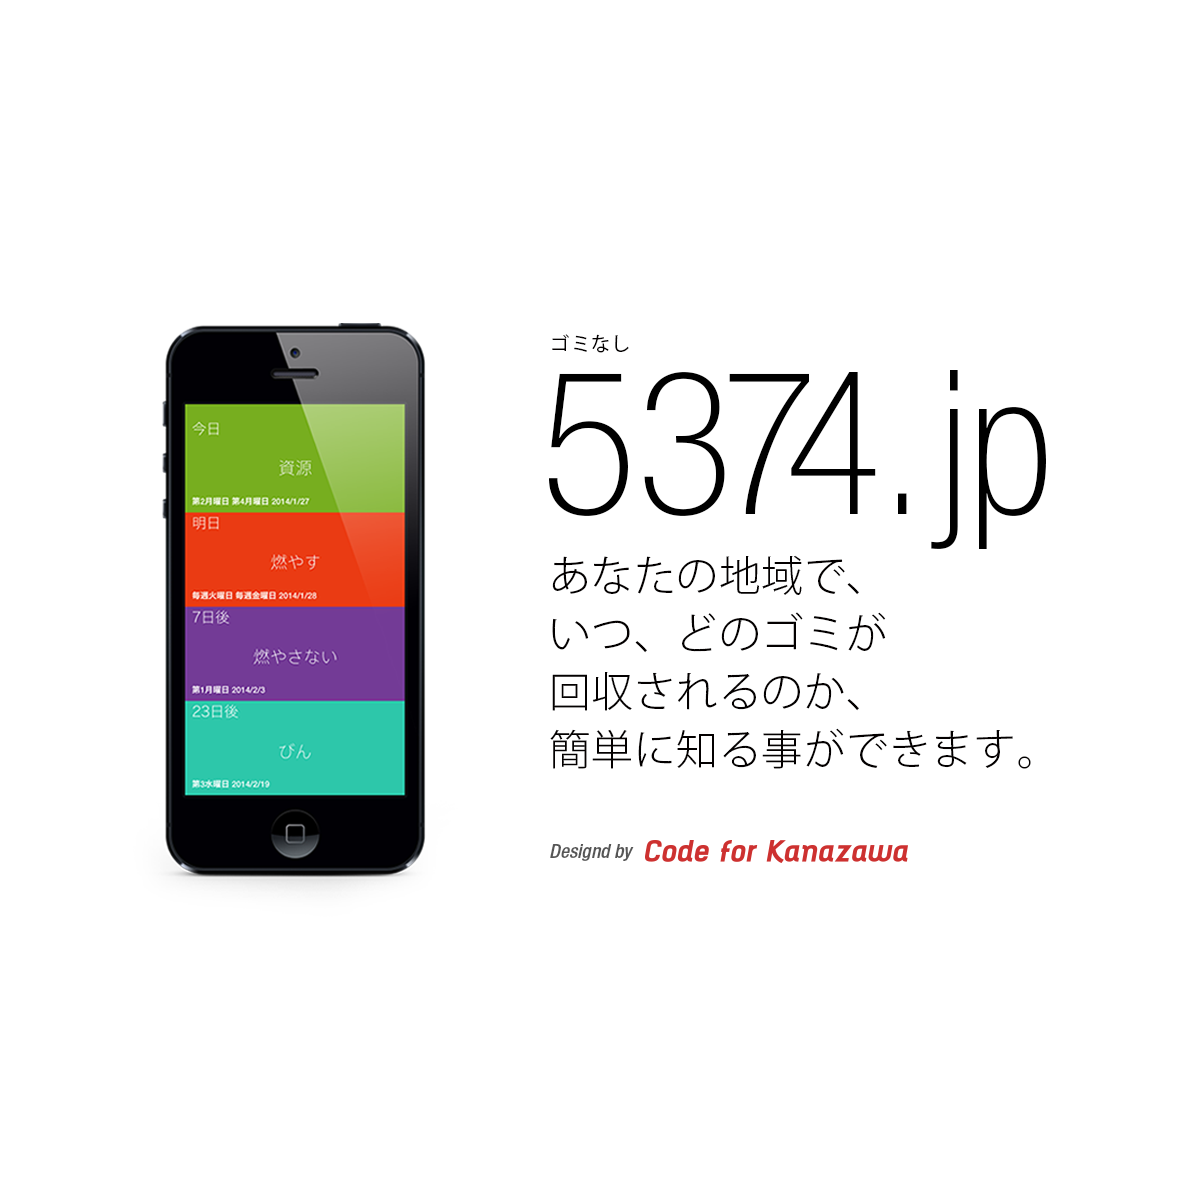 今日
資源
第2月曜日 第4月曜日 2014/1/27
明日
燃やす
毎週火曜日 毎週金曜日 2014/1/28
7日後
燃やさない
第1月曜日 2014/2/3
23日後
びん
第3水曜日 2014/2/19
ゴミなし
5374.jp
あなたの地域で、
いつ、どのゴミが
回収されるのか、
簡単に知る事ができます。
Designd by Code for Kanazawa